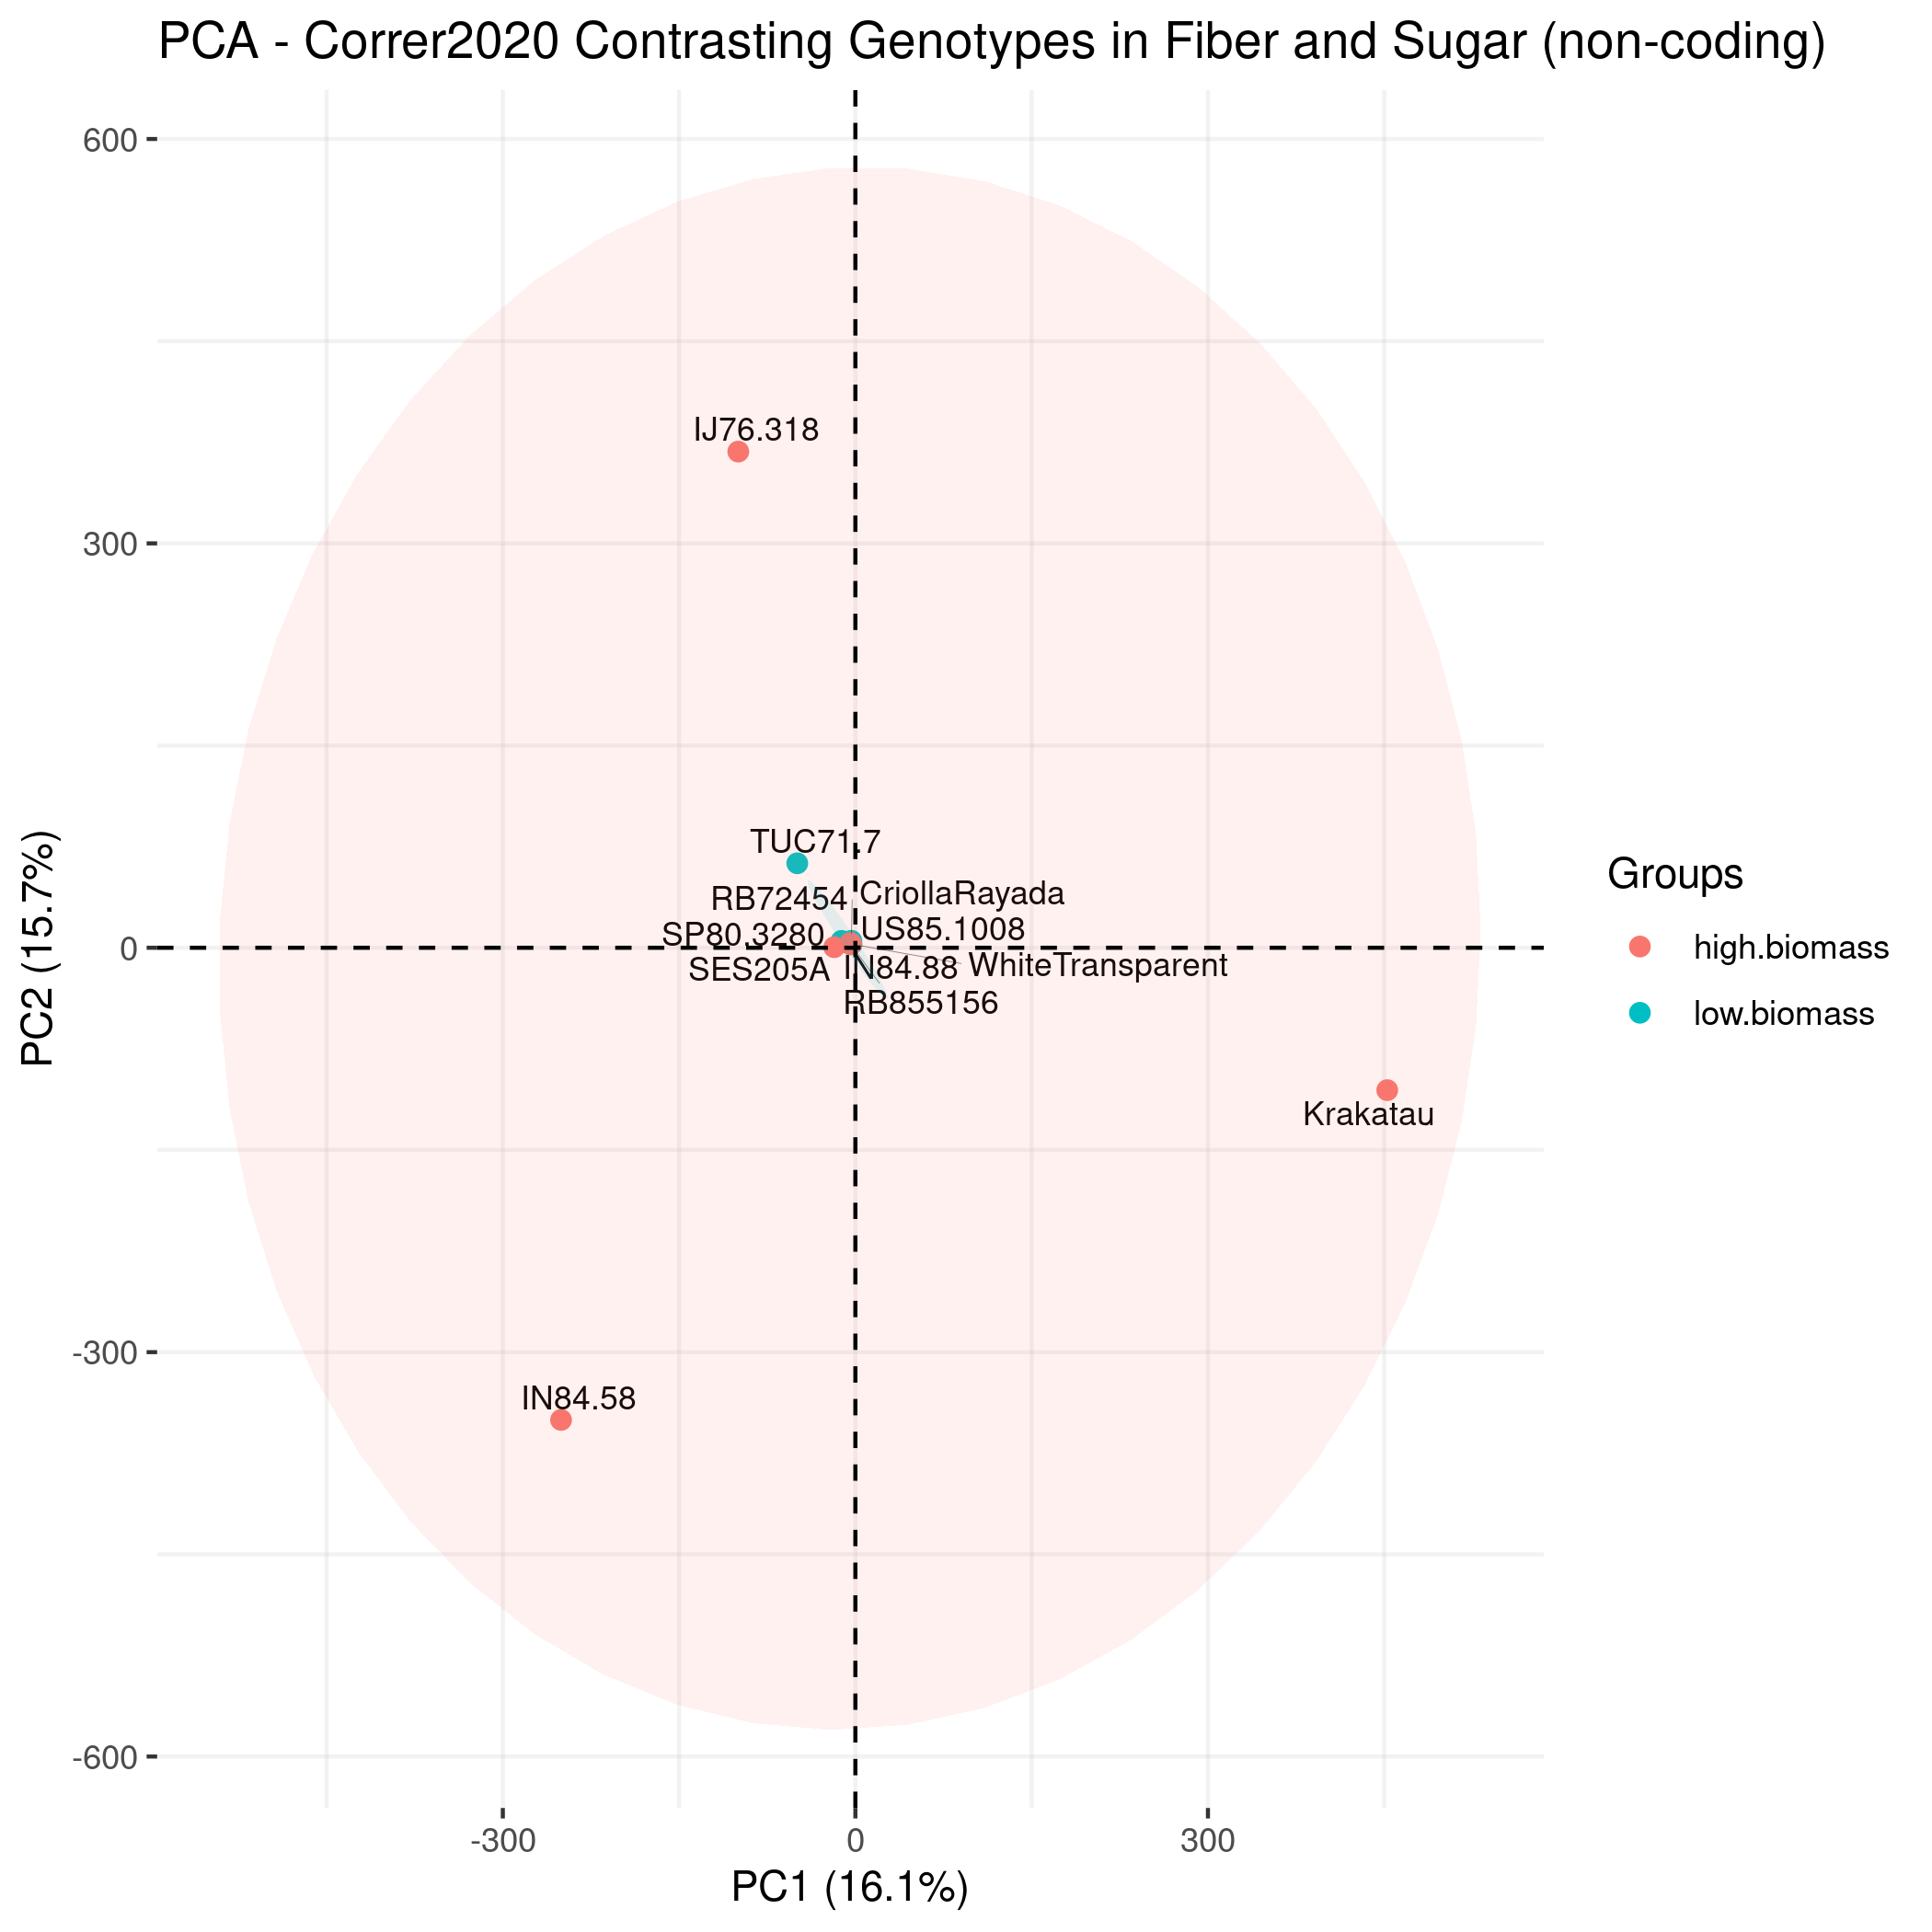 PCA - Correr2020 Contrasting Genotypes in Fiber and Sugar (non-coding)
600
300
0
-300
-600
PC2 (15.7%)
IJ76.318
TUC71.7
RB72454
CriollaRayada
SP80.3280
US85.1008
SES205A
IN84.88
WhiteTransparent
RB855156
Krakatau
IN84.58
-300
0
300
PC1 (16.1%)
Groups
high.biomass
low.biomass